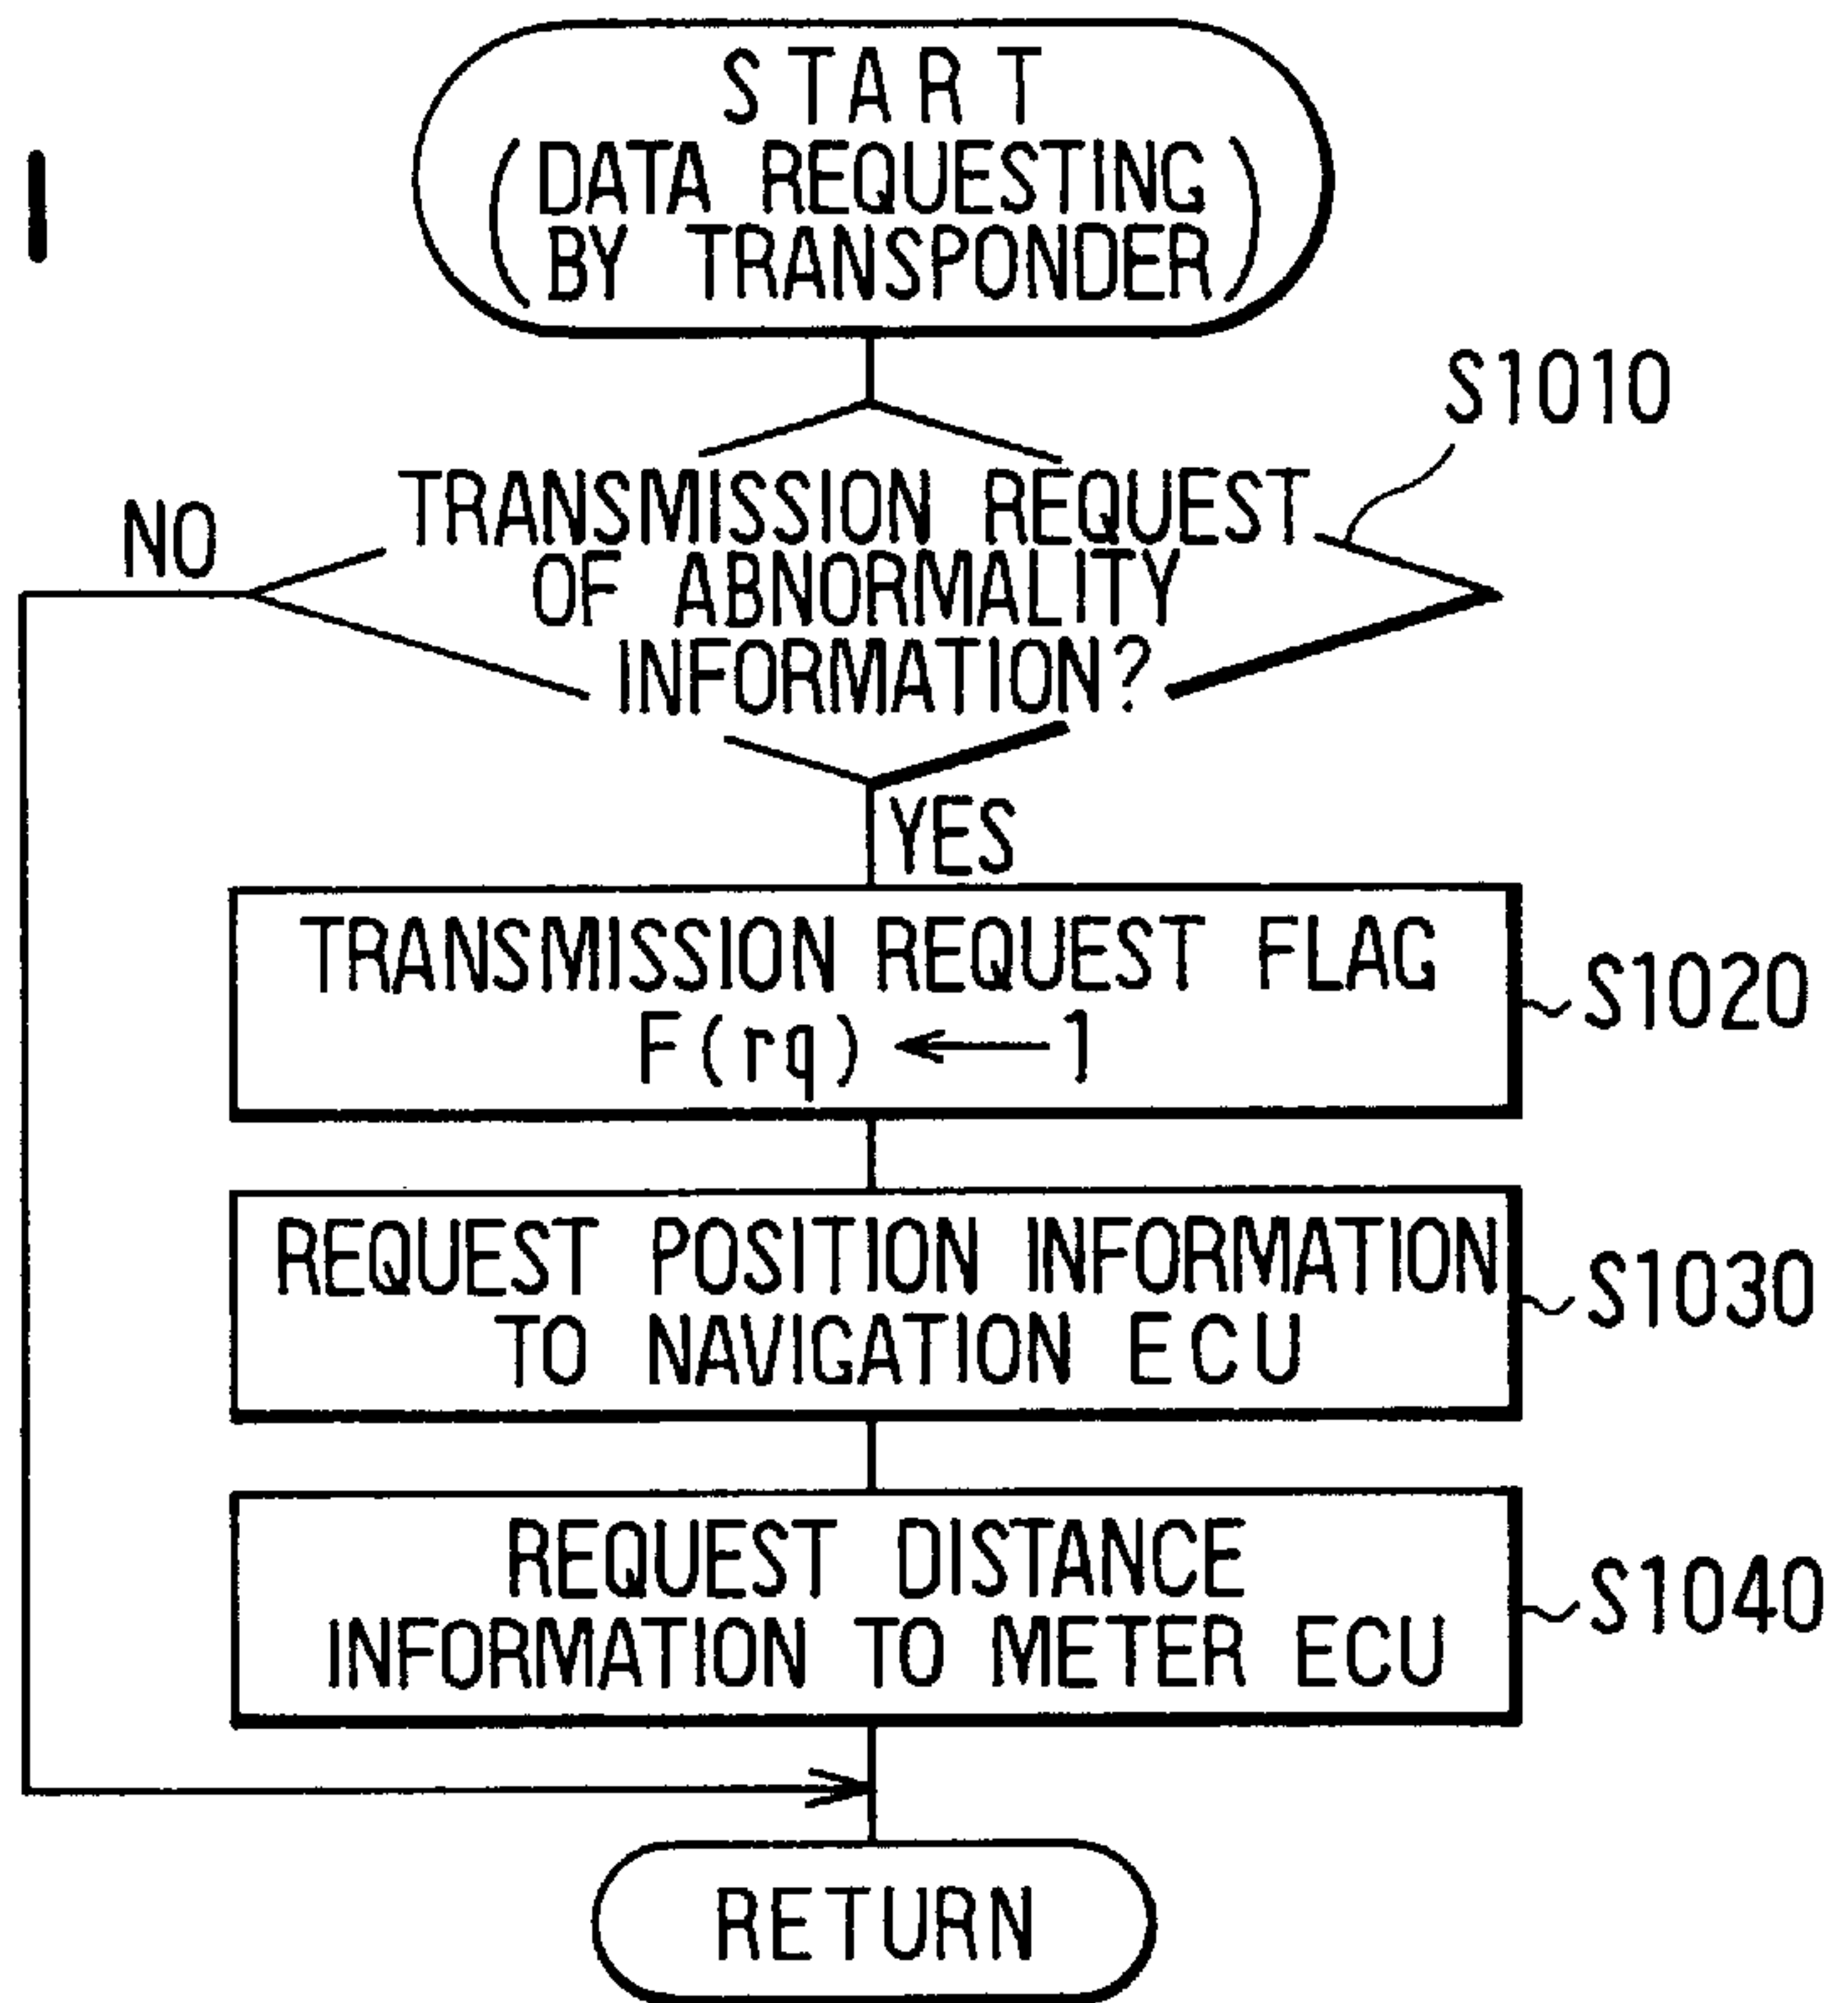 START
(DATA REQUESTING
BY TRANSPONDER)
S1010
TRANSMISSION REQUEST
OF ABNORMALITY
INFORMATION?
NO
YES
TRANSMISSION REQUEST FLAG
F(rq) ← 1
S1020
REQUEST POSITION INFORMATION
TO NAVIGATION ECU
S1030
REQUEST DISTANCE
INFORMATION TO METER ECU
S1040
RETURN